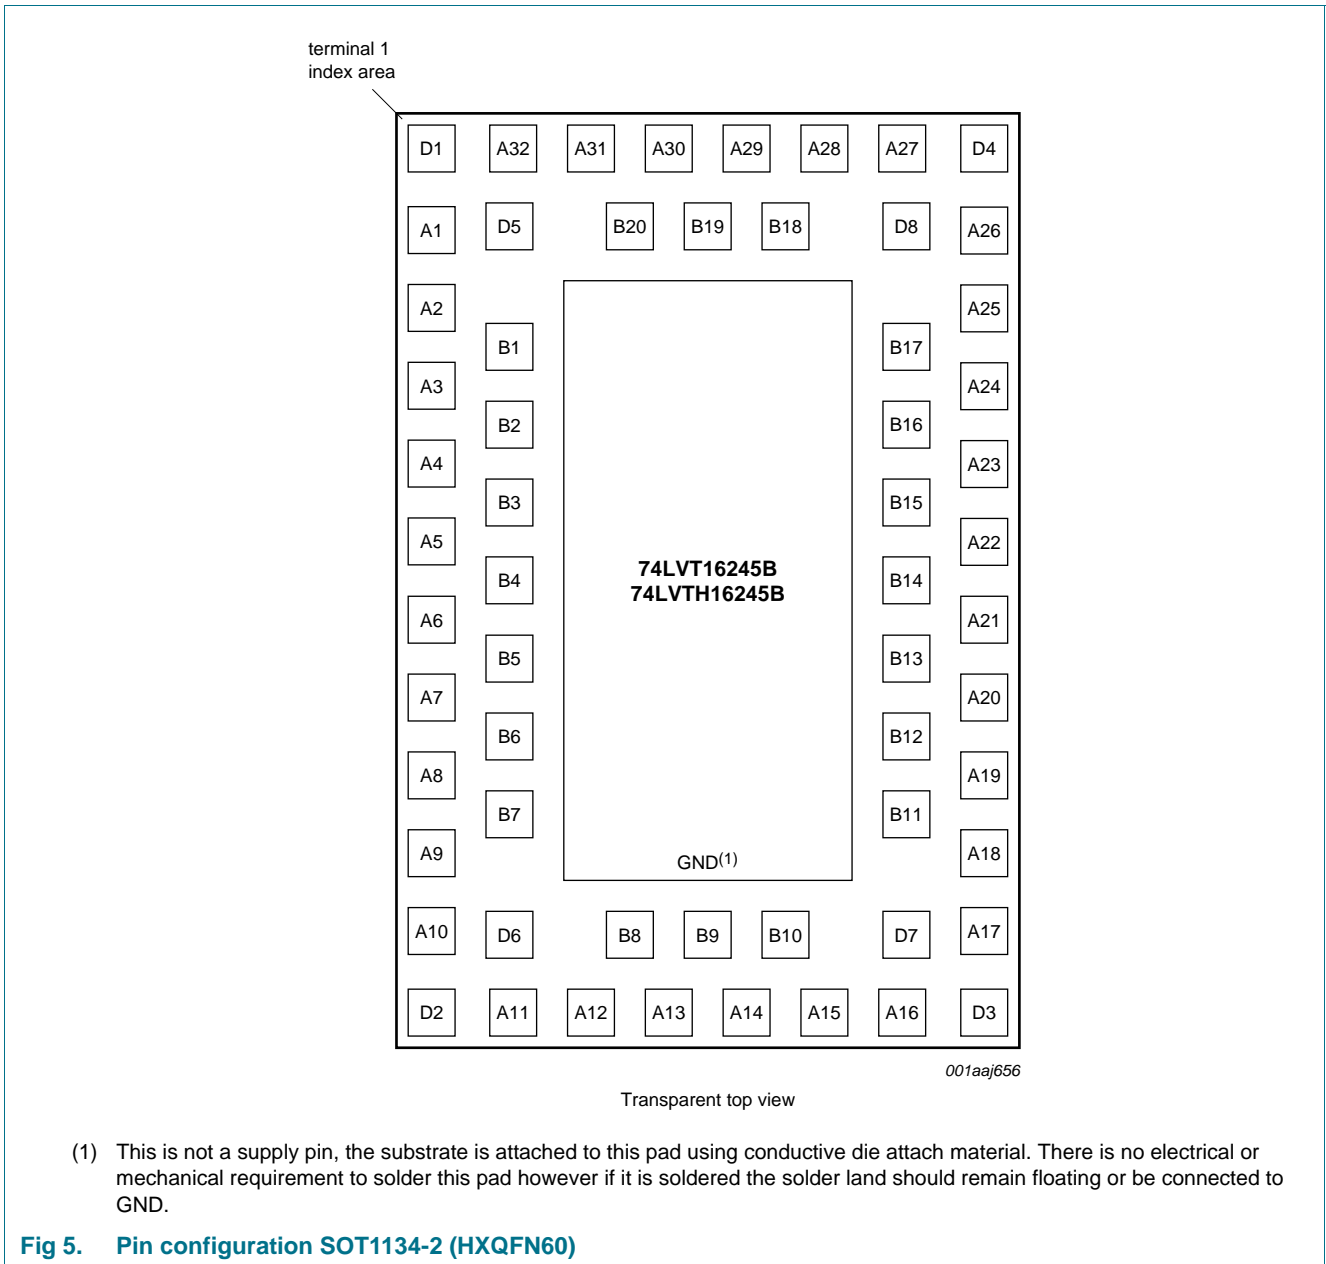 terminal 1
index area
D1 A32 A31 A30 A29 A28 A27 D4
A1 D5 B20 B19 B18 D8 A26
A2 A25
B1 B17
A3 A24
B2 B16
A4 A23
B3 B15
A5 A22
74LVT16245B
B4 B14
74LVTH16245B
A6 A21
B5 B13
A7 A20
B6 B12
A8 A19
B7 B11
A9 A18
GND(1)
A10 D6 B8 B9 B10 D7 A17
D2 A11 A12 A13 A14 A15 A16 D3
001aaj656
Transparent top view
(1) This is not a supply pin, the substrate is attached to this pad using conductive die attach material. There is no electrical or
mechanical requirement to solder this pad however if it is soldered the solder land should remain floating or be connected to
GND.
Fig 5. Pin configuration SOT1134-2 (HXQFN60)